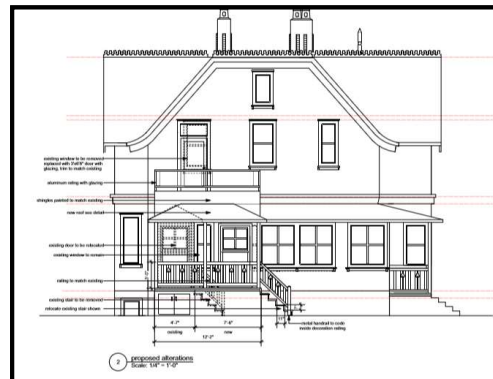 existing window to be removed
replaced with 3'x6'8" door with
glazing, trim to match existing
aluminum railing with glazing
shingles painted to match existing
new roof see detail
existing door to be relocated
existing window to remain
railing to match existing
existing stair to be removed
relocate existing stair shown
metal handrail to code
inside decorative railing
existing
new
2
proposed alterations
Scale: 1/4" = 1'-0"